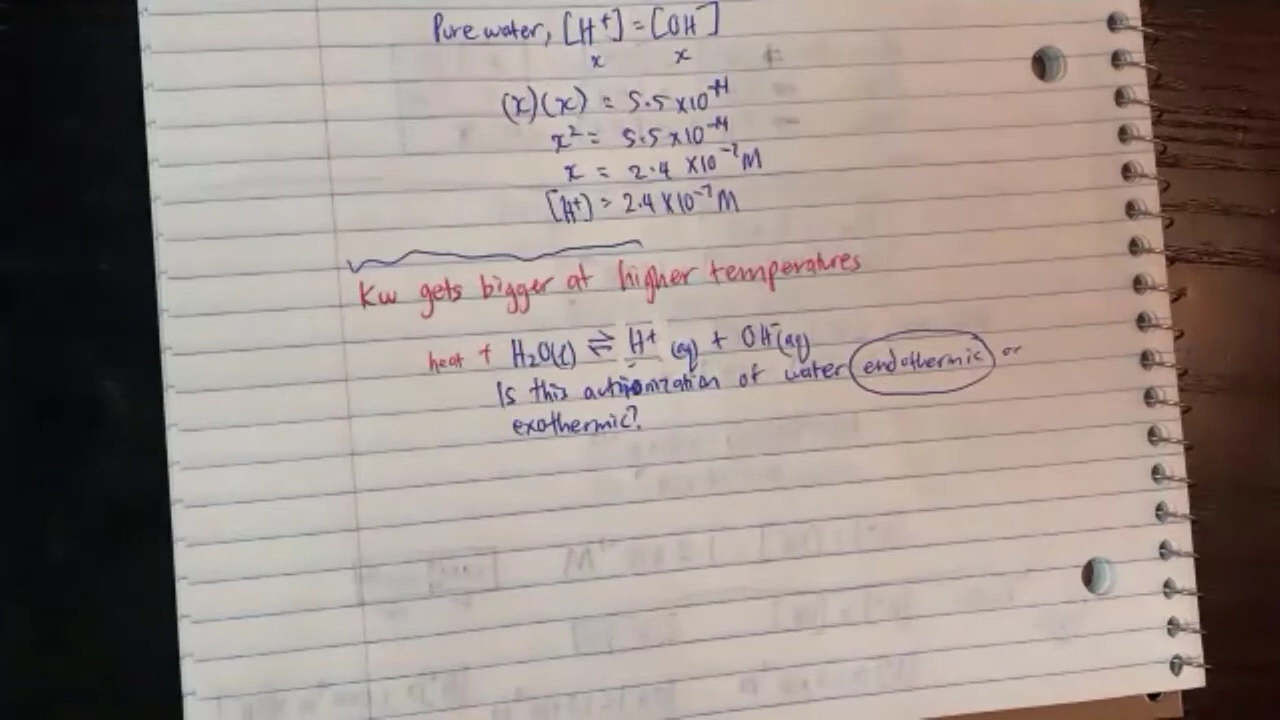 Pure water, [H⁺] = [OH⁻]
x x
(x)(x) = 5.5 x10⁻¹⁴
x² = 5.5 x10⁻¹⁴
x = 2.4 x10⁻⁷ M
[H⁺] = 2.4 x10⁻⁷ M
Kw gets bigger at higher temperatures
heat + H₂O(l) ⇌ H⁺ (aq) + OH⁻(aq)
Is this autoionization of water endothermic or
exothermic?